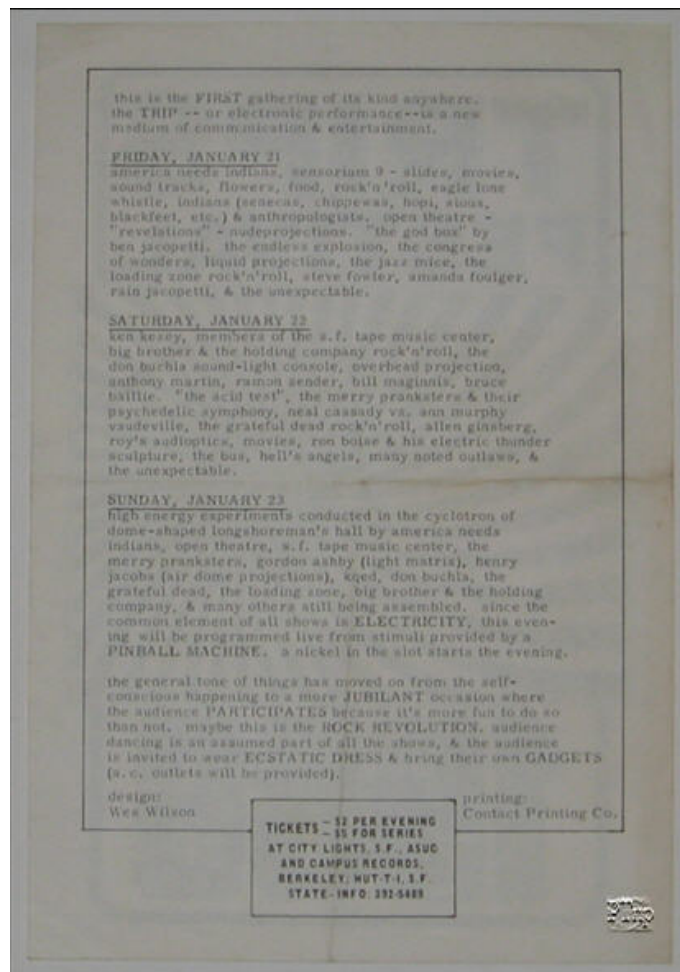 this is the FIRST gathering of its kind anywhere.
the TRIP -- or electronic performance--is a new
medium of communication & entertainment.
FRIDAY, JANUARY 21
america needs indians, sensorium 9 - slides, movies,
sound tracks, flowers, food, rock'n'roll, eagle lone
whistle, indians (senecas, chippewas, hopi, sioux,
blackfeet, etc.) & anthropologists. open theatre -
"revelations" - nudeprojections. "the god box" by
ben jacopetti. the endless explosion, the congress
of wonders, liquid projections, the jazz mice, the
loading zone rock'n'roll, steve fowler, amanda foulger,
rain jacopetti, & the unexpectable.
SATURDAY, JANUARY 22
ken kesey, members of the s.f. tape music center,
big brother & the holding company rock'n'roll, the
don buchla sound-light console, overhead projection,
anthony martin, ramon sender, bill maginnis, bruce
baillie. "the acid test", the merry pranksters & their
psychedelic symphony, neal cassady vs. ann murphy
vaudeville, the grateful dead rock'n'roll, allen ginsberg,
roy's audioptics, movies, ron boise & his electric thunder
sculpture, the bus, hell's angels, many noted outlaws, &
the unexpectable.
SUNDAY, JANUARY 23
high energy experiments conducted in the cyclotron of
dome-shaped longshoreman's hall by america needs
indians, open theatre, s.f. tape music center, the
merry pranksters, gordon ashby (light matrix), henry
jacobs (air dome projections), kqed, don buchla, the
grateful dead, the loading zone, big brother & the holding
company, & many others still being assembled. since the
common element of all shows is ELECTRICITY, this even-
ing will be programmed live from stimuli provided by a
PINBALL MACHINE. a nickel in the slot starts the evening.
the general tone of things has moved on from the self-
conscious happening to a more JUBILANT occasion where
the audience PARTICIPATES because it's more fun to do so
than not. maybe this is the ROCK REVOLUTION. audience
dancing is an assumed part of all the shows, & the audience
is invited to wear ECSTATIC DRESS & bring their own GADGETS
(a.c. outlets will be provided).
design:
Wes Wilson
printing:
Contact Printing Co.
TICKETS – $2 PER EVENING
– $5 FOR SERIES
AT CITY LIGHTS, S.F., ASUC
AND CAMPUS RECORDS,
BERKELEY; HUT-T-1, S.F.
STATE - INFO: 392-5489